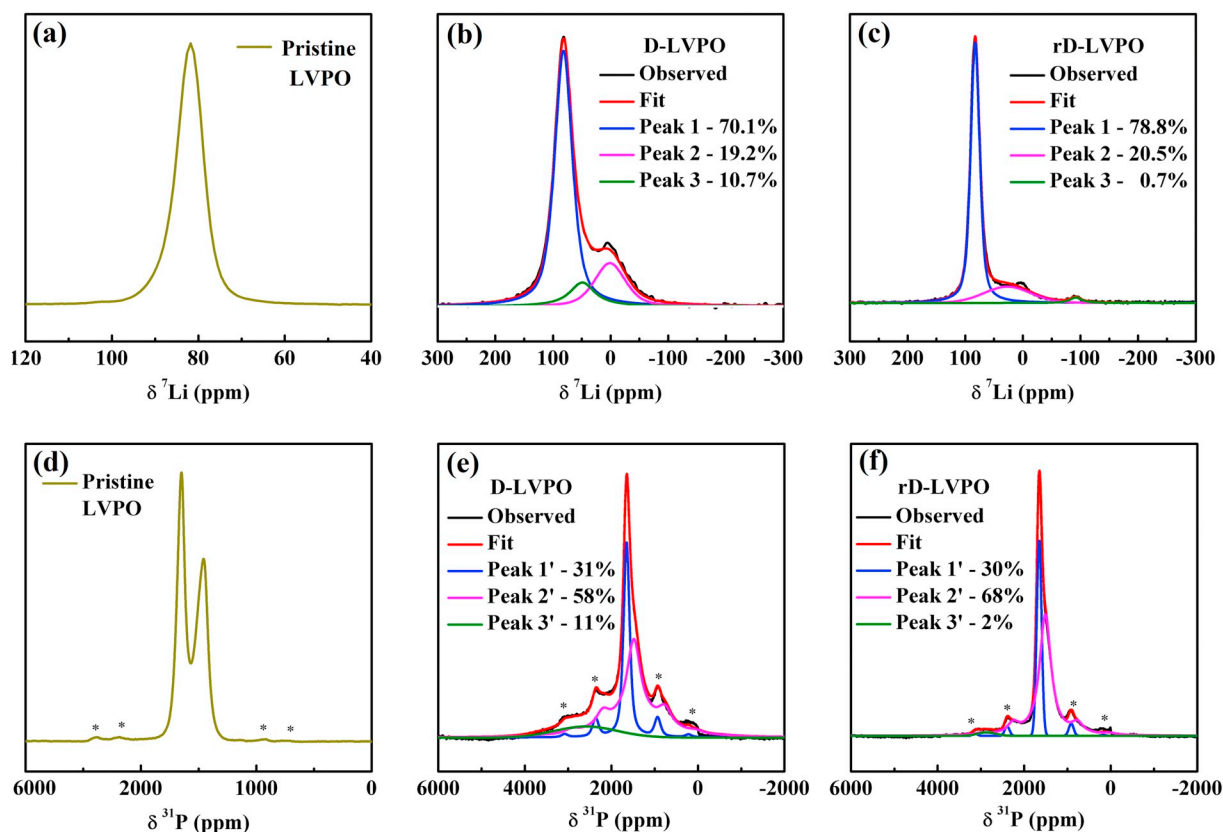 (a)
Pristine
LVPO
120 100 80 60 40
δ ⁷Li (ppm)
(b)
D-LVPO
Observed
Fit
Peak 1 - 70.1%
Peak 2 - 19.2%
Peak 3 - 10.7%
300 200 100 0 -100 -200 -300
δ ⁷Li (ppm)
(c)
rD-LVPO
Observed
Fit
Peak 1 - 78.8%
Peak 2 - 20.5%
Peak 3 - 0.7%
300 200 100 0 -100 -200 -300
δ ⁷Li (ppm)
(d)
Pristine
LVPO
* * * *
6000 2000 1000 0
δ ³¹P (ppm)
(e)
D-LVPO
Observed
Fit
Peak 1' - 31%
Peak 2' - 58%
Peak 3' - 11%
* * * *
6000 4000 2000 0 -2000
δ ³¹P (ppm)
(f)
rD-LVPO
Observed
Fit
Peak 1' - 30%
Peak 2' - 68%
Peak 3' - 2%
* * * *
6000 4000 2000 0 -2000
δ ³¹P (ppm)